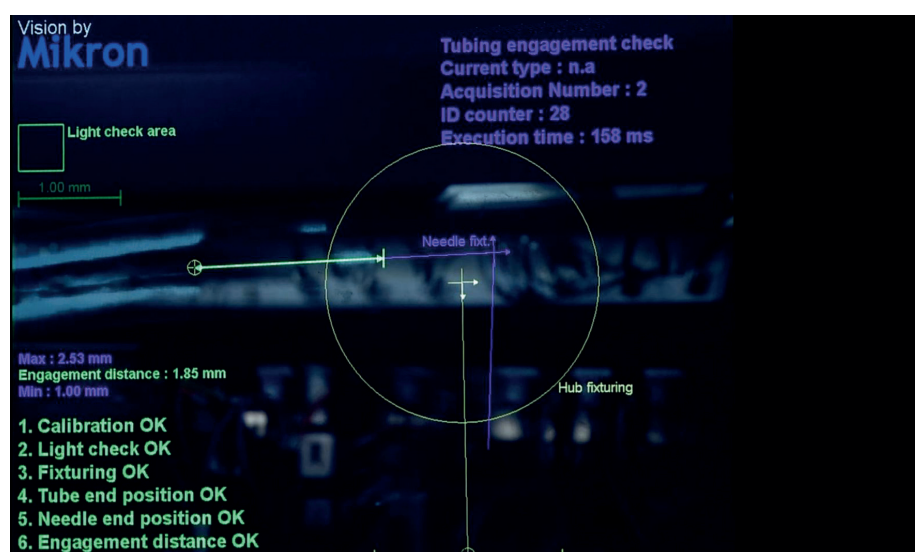 Vision by
Mikron
Tubing engagement check
Current type : n.a
Acquisition Number : 2
ID counter : 28
Execution time : 158 ms
Light check area
1.00 mm
Needle fixt.
Max : 2.53 mm
Engagement distance : 1.85 mm
Min : 1.00 mm
Hub fixturing
1. Calibration OK
2. Light check OK
3. Fixturing OK
4. Tube end position OK
5. Needle end position OK
6. Engagement distance OK